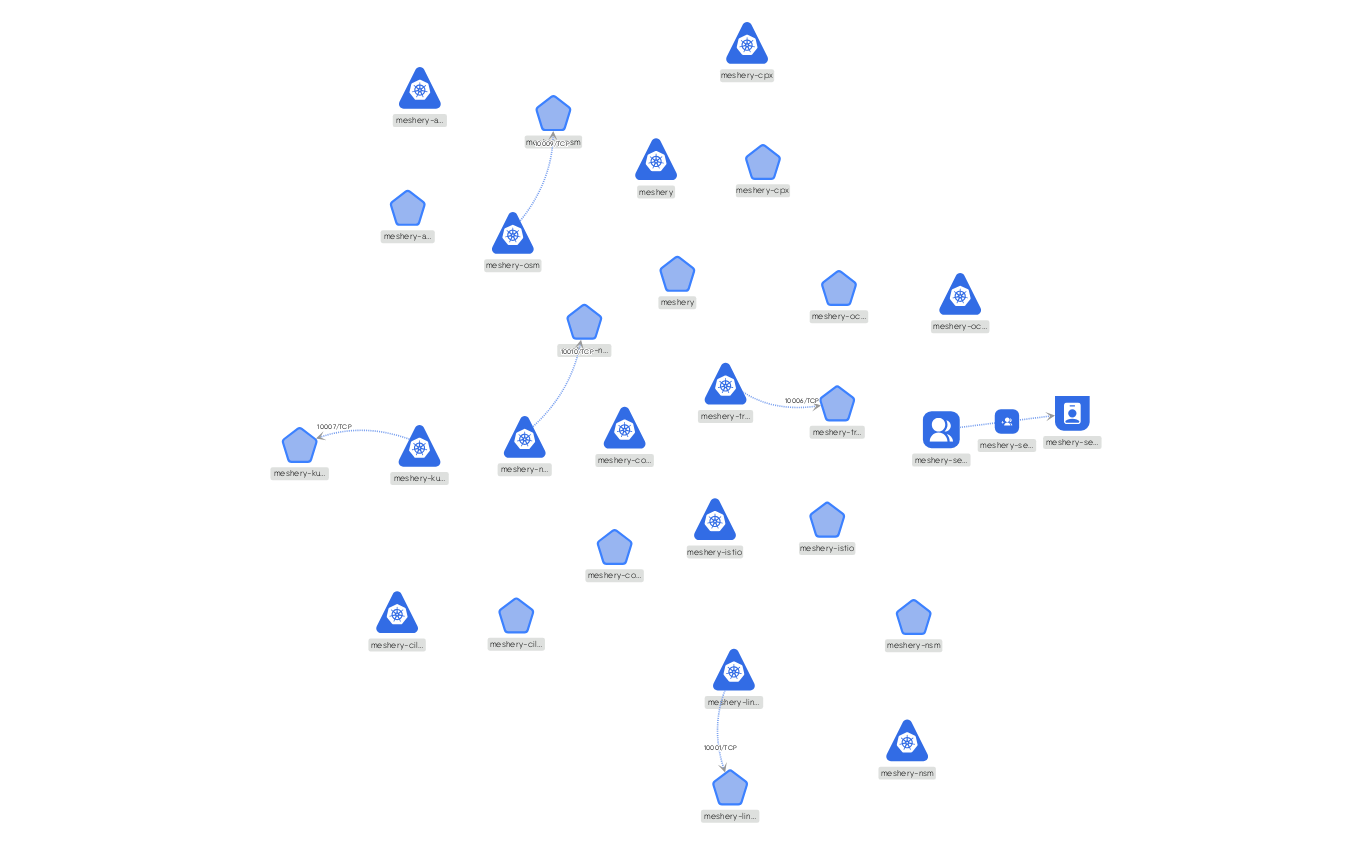 meshery-cpx
meshery-a...
10009/TCP
meshery
meshery-cpx
meshery-a...
meshery-osm
meshery
meshery-oc...
meshery-oc...
10010/TCP
10006/TCP
meshery-tr...
meshery-tr...
10007/TCP
meshery-ku...
meshery-ku...
meshery-n...
meshery-co...
meshery-se...
meshery-se...
meshery-se...
meshery-istio
meshery-istio
meshery-co...
meshery-cil...
meshery-cil...
meshery-nsm
meshery-lin...
10001/TCP
meshery-nsm
meshery-lin...